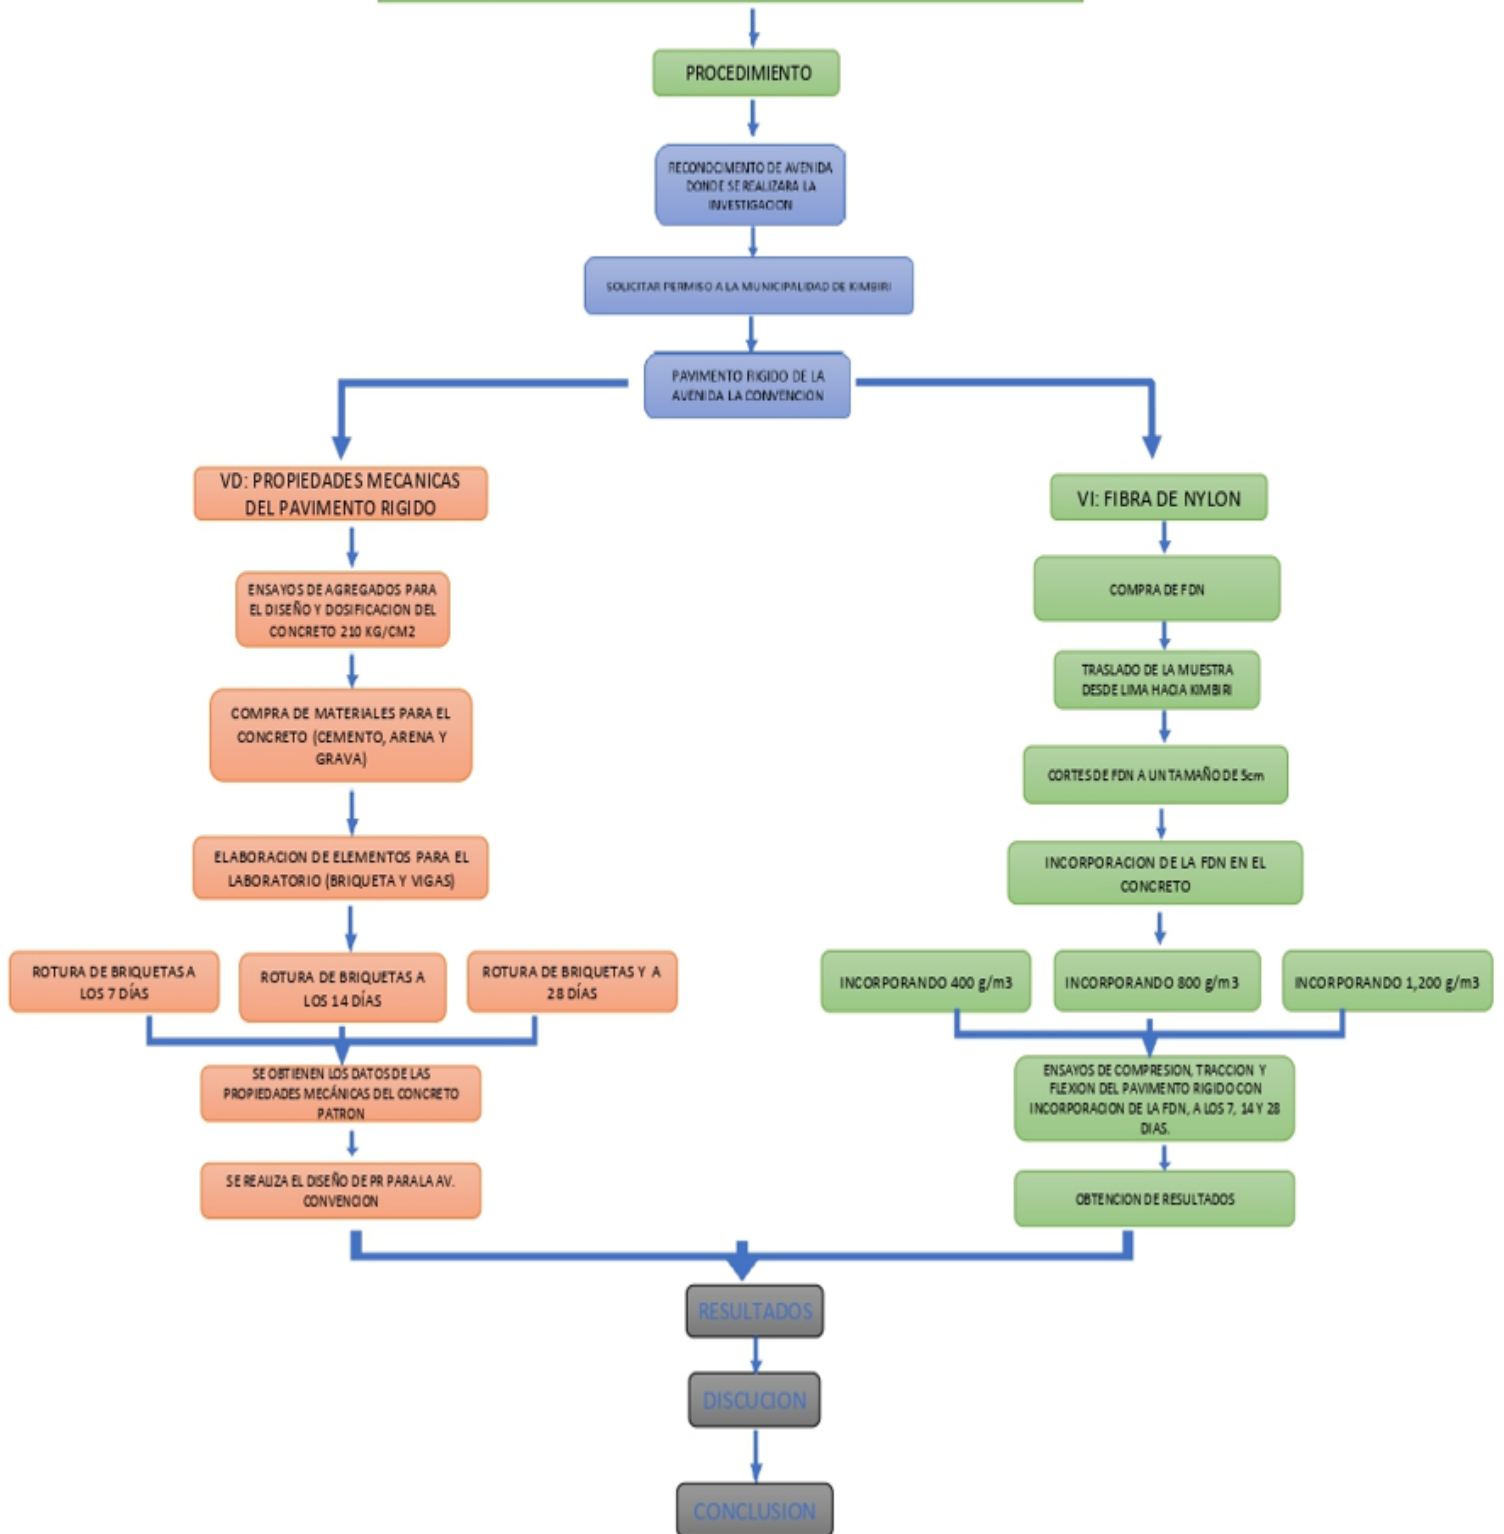 PROCEDIMIENTO
RECONOCIMENTO DE AVENIDA
DONDE SE REALIZARA LA
INVESTIGACION
SOLICITAR PERMISO A LA MUNICIPALIDAD DE KIMBIRI
PAVIMENTO RIGIDO DE LA
AVENIDA LA CONVENCION
VD: PROPIEDADES MECANICAS
DEL PAVIMENTO RIGIDO
ENSAYOS DE AGREGADOS PARA
EL DISEÑO Y DOSIFICACION DEL
CONCRETO 210 KG/CM2
COMPRA DE MATERIALES PARA EL
CONCRETO (CEMENTO, ARENA Y
GRAVA)
ELABORACION DE ELEMENTOS PARA EL
LABORATORIO (BRIQUETA Y VIGAS)
ROTURA DE BRIQUETAS A
LOS 7 DÍAS
ROTURA DE BRIQUETAS A
LOS 14 DÍAS
ROTURA DE BRIQUETAS Y A
28 DÍAS
SE OBTIENEN LOS DATOS DE LAS
PROPIEDADES MECÁNICAS DEL CONCRETO
PATRON
SE REALIZA EL DISEÑO DE PR PARA LA AV.
CONVENCION
VI: FIBRA DE NYLON
COMPRA DE FDN
TRASLADO DE LA MUESTRA
DESDE LIMA HACIA KIMBIRI
CORTES DE FDN A UN TAMAÑO DE 5cm
INCORPORACION DE LA FDN EN EL
CONCRETO
INCORPORANDO 400 g/m3
INCORPORANDO 800 g/m3
INCORPORANDO 1,200 g/m3
ENSAYOS DE COMPRESION, TRACCION Y
FLEXION DEL PAVIMENTO RIGIDO CON
INCORPORACION DE LA FDN, A LOS 7, 14 Y 28
DIAS.
OBTENCION DE RESULTADOS
RESULTADOS
DISCUCION
CONCLUSION